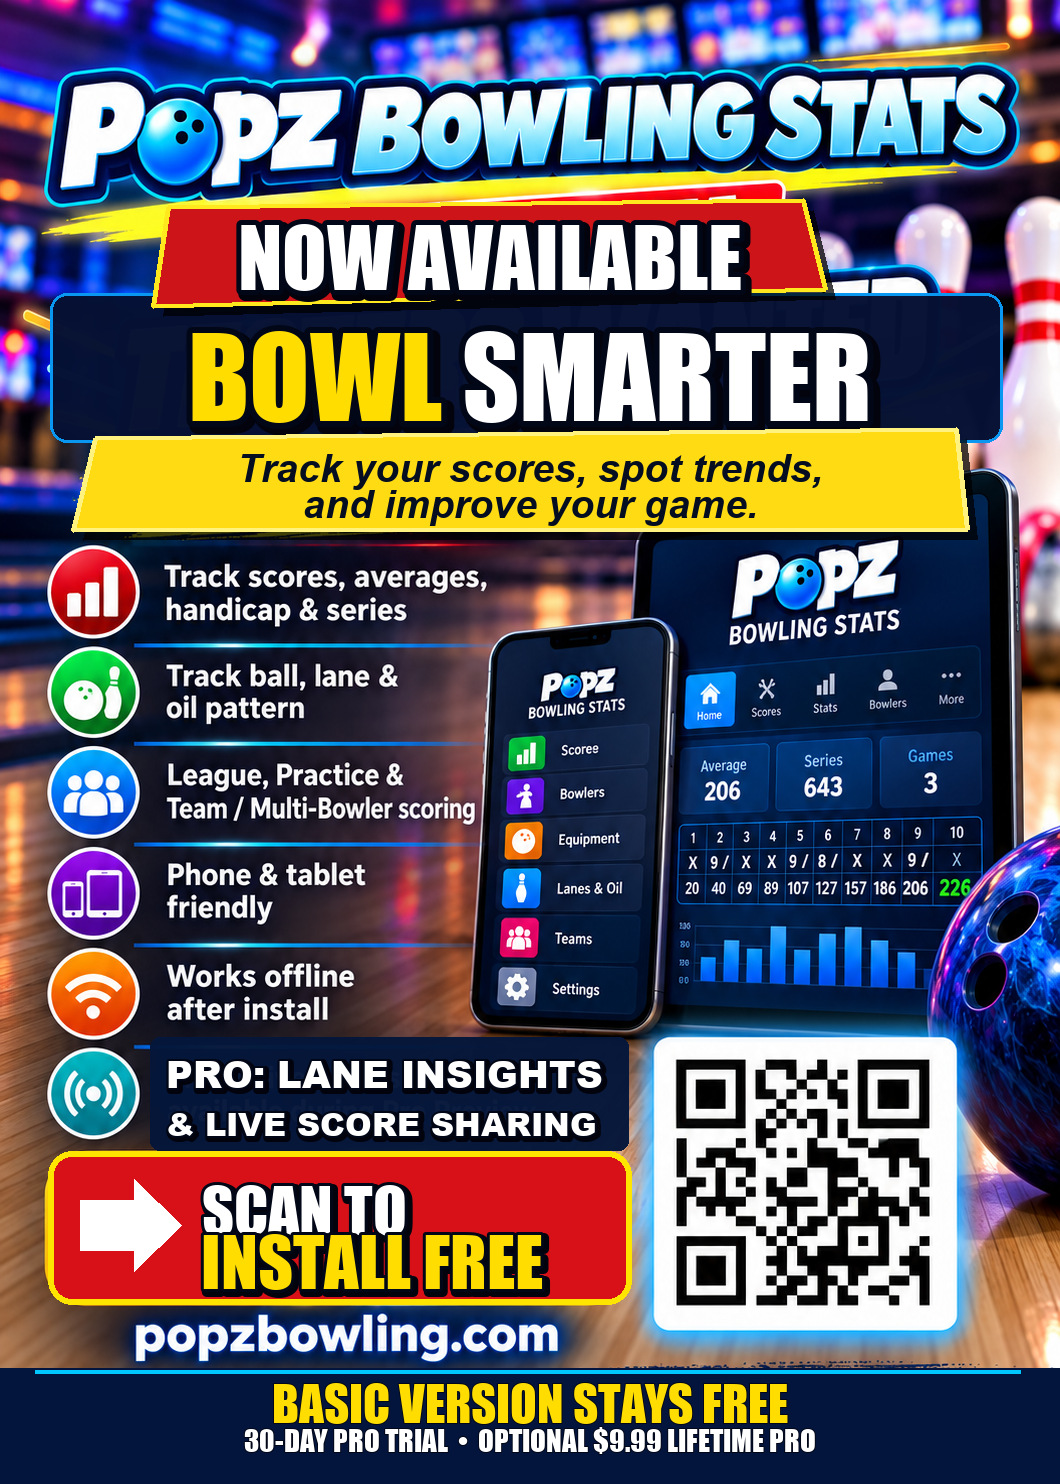 POPZ BOWLING STATS
NOW AVAILABLE
BOWL SMARTER
Track your scores, spot trends,
and improve your game.
Track scores, averages,
handicap & series
Track ball, lane &
oil pattern
League, Practice &
Team / Multi-Bowler scoring
Phone & tablet
friendly
Works offline
after install
PRO: LANE INSIGHTS
& LIVE SCORE SHARING
POPZ
BOWLING STATS
Scoree
Bowlers
Equipment
Lanes & Oil
Teams
Settings
POPZ
BOWLING STATS
Home Scores Stats Bowlers More
Average Series Games
206 643 3
1 2 3 4 5 6 7 8 9 10
X 9/ X X 9/ 8/ X X 9/ X
20 40 69 89 107 127 157 186 206 226
SCAN TO
INSTALL FREE
popzbowling.com
BASIC VERSION STAYS FREE
30-DAY PRO TRIAL • OPTIONAL $9.99 LIFETIME PRO